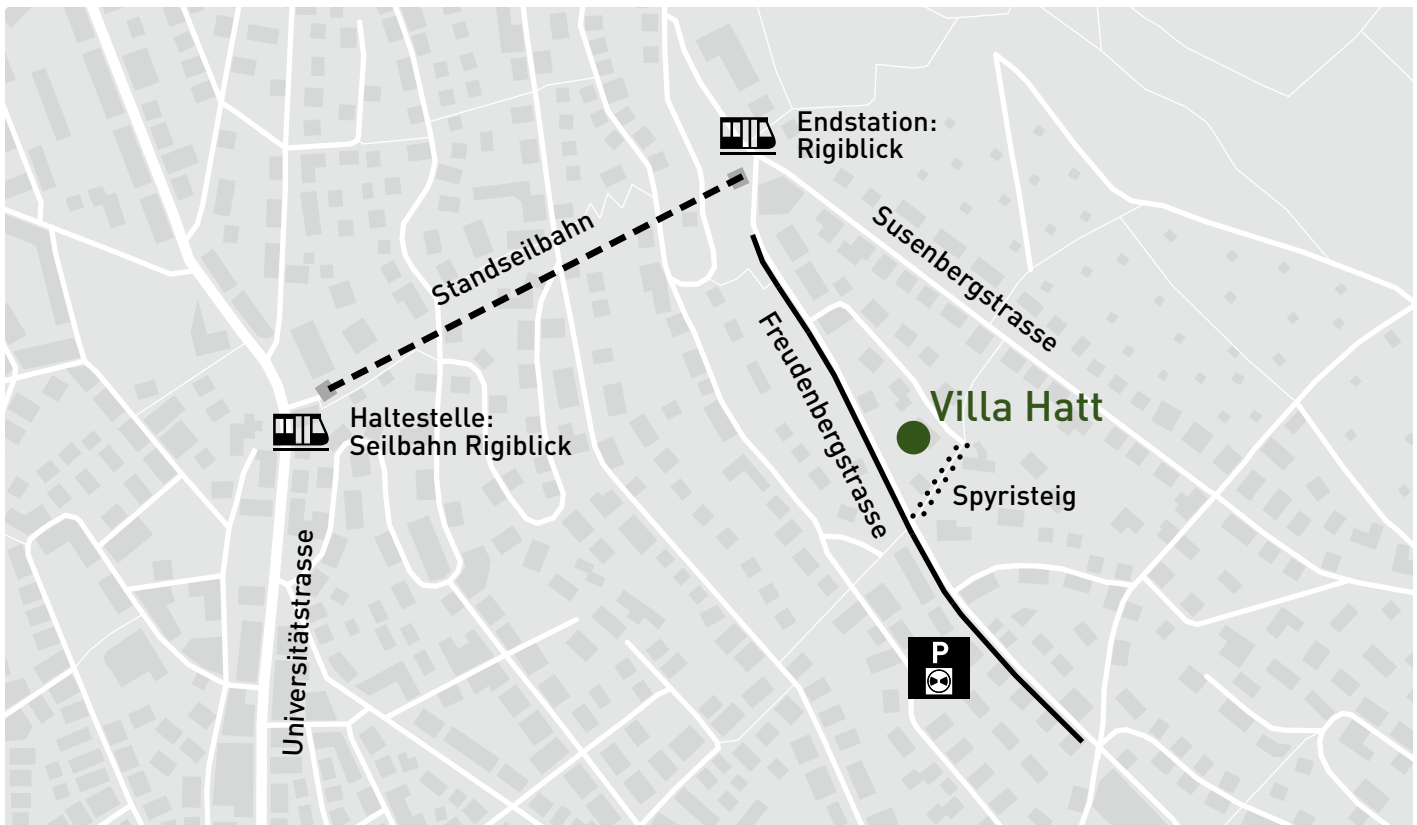 Endstation:
Rigiblick
Standseilbahn
Susenbergstrasse
Freudenbergstrasse
Villa Hatt
Haltestelle:
Seilbahn Rigiblick
Spyristeig
Universitätstrasse
P